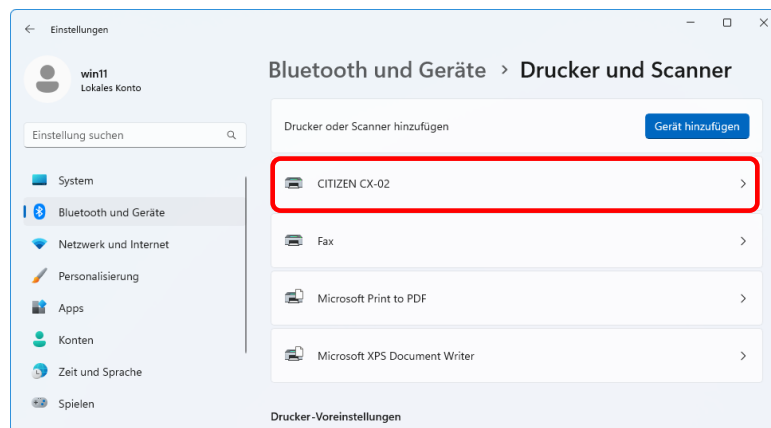 Einstellungen
win11
Lokales Konto
Einstellung suchen
System
Bluetooth und Geräte
Netzwerk und Internet
Personalisierung
Apps
Konten
Zeit und Sprache
Spielen
Bluetooth und Geräte > Drucker und Scanner
Drucker oder Scanner hinzufügen
Gerät hinzufügen
CITIZEN CX-02
Fax
Microsoft Print to PDF
Microsoft XPS Document Writer
Drucker-Voreinstellungen